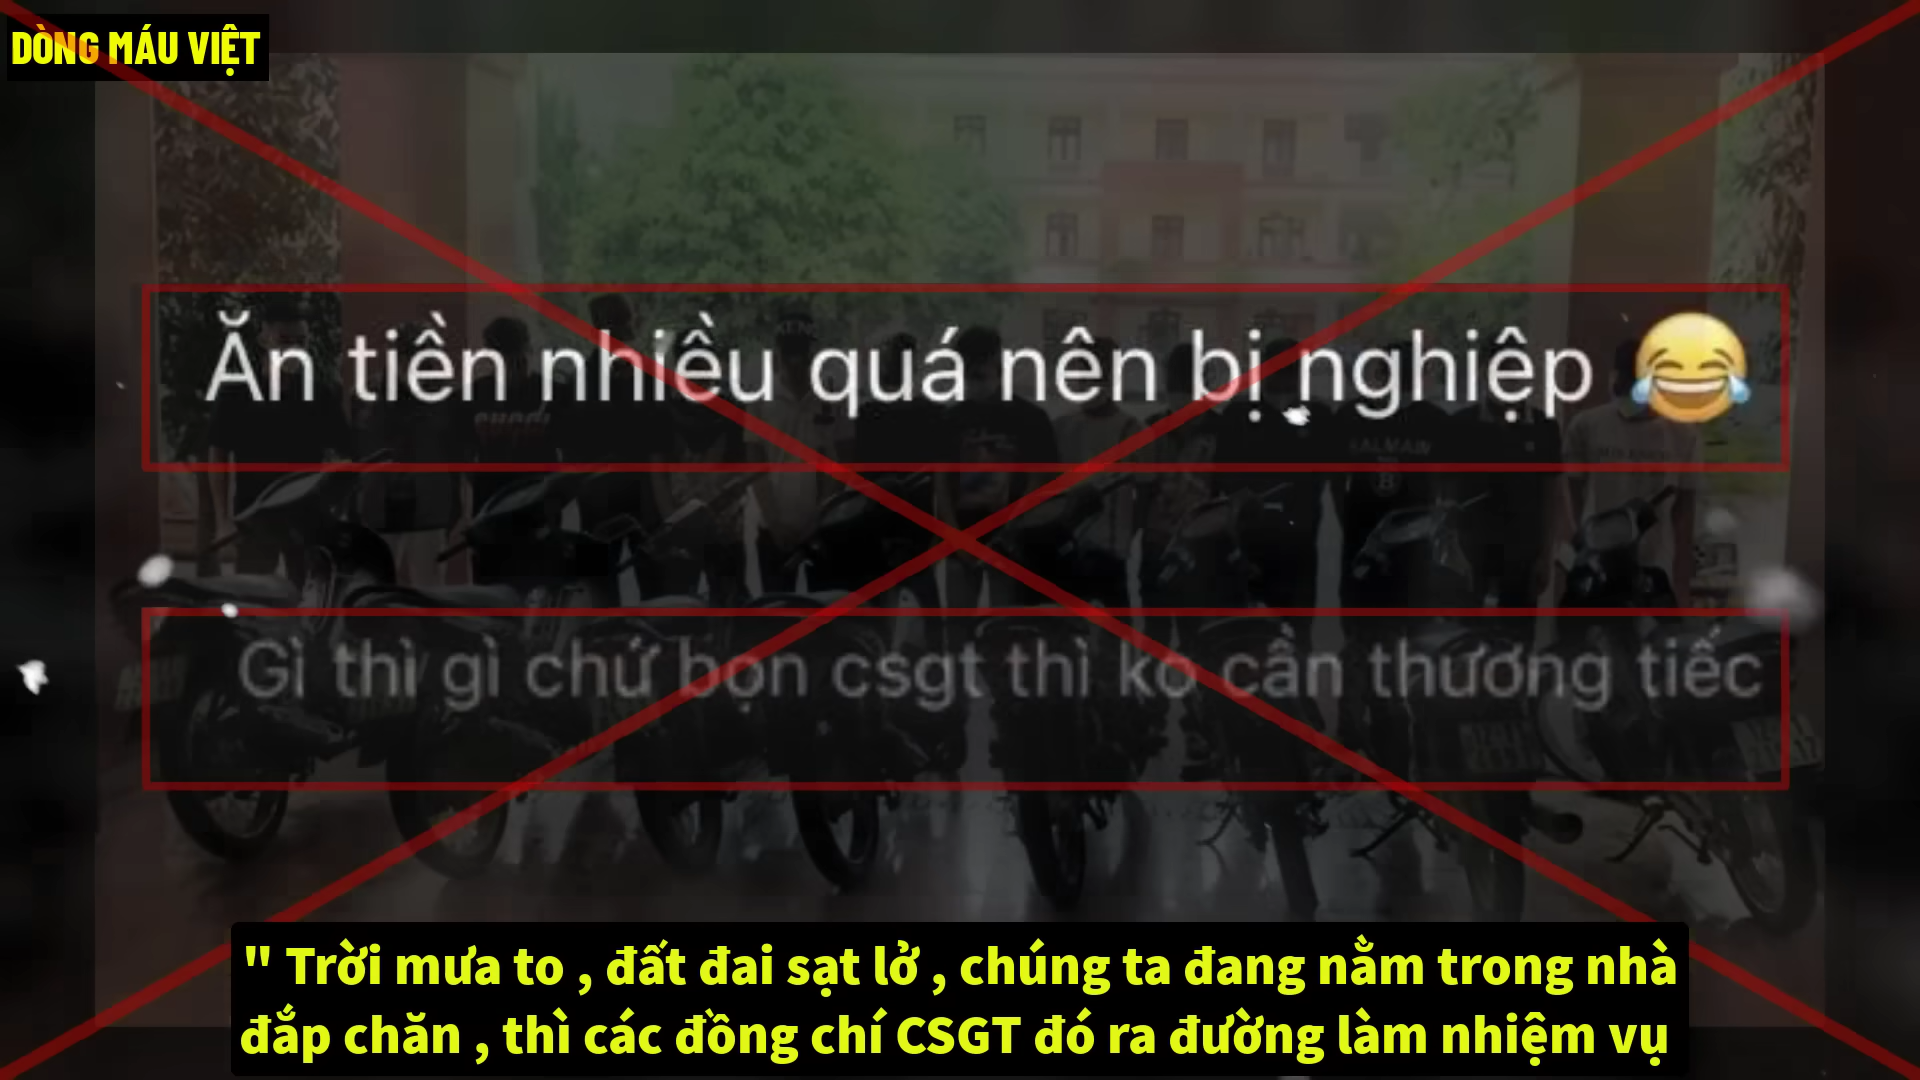 DÒNG MÁU VIỆT
Ăn tiền nhiều quá nên bị nghiệp 😂
BALMAIN
B
Gì thì gì chứ bọn csgt thì ko cần thương tiếc
" Trời mưa to , đất đai sạt lở , chúng ta đang nằm trong nhà
đắp chăn , thì các đồng chí CSGT đó ra đường làm nhiệm vụ